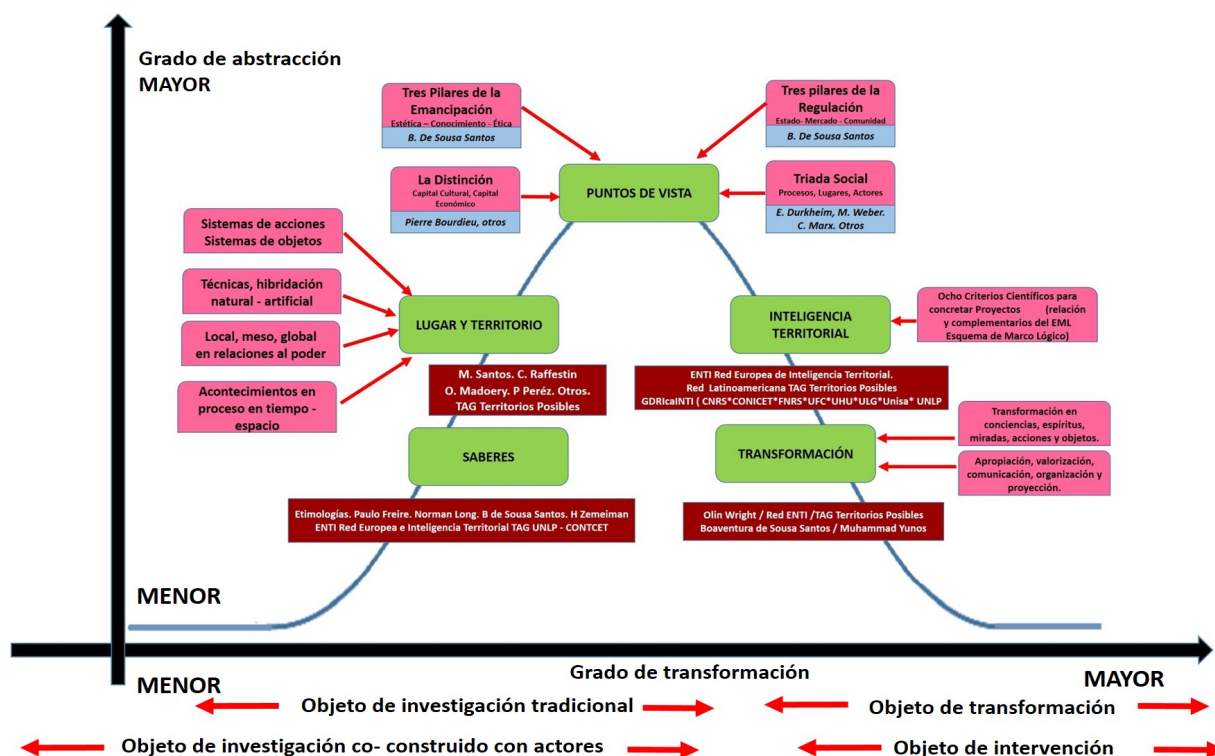 Grado de abstracción
MAYOR
Tres Pilares de la
Emancipación
Estética – Conocimiento - Ética
B. De Sousa Santos
Tres pilares de la
Regulación
Estado- Mercado - Comunidad
B. De Sousa Santos
La Distinción
Capital Cultural, Capital
Económico
Pierre Bourdieu, otros
PUNTOS DE VISTA
Triada Social
Procesos, Lugares, Actores
E. Durkheim, M. Weber.
C. Marx. Otros
Sistemas de acciones
Sistemas de objetos
Técnicas, hibridación
natural - artificial
Local, meso, global
en relaciones al poder
Acontecimientos en
proceso en tiempo -
espacio
LUGAR Y TERRITORIO
M. Santos. C. Raffestin
O. Madoery. P Peréz. Otros.
TAG Territorios Posibles
INTELIGENCIA
TERRITORIAL
Ocho Criterios Científicos para
concretar Proyectos (relación
y complementarios del EML
Esquema de Marco Lógico)
ENTI Red Europea de Inteligencia Territorial.
Red Latinoamericana TAG Territorios Posibles
GDRIcaINTI ( CNRS*CONICET*FNRS*UFC*UHU*ULG*Unisa* UNLP
SABERES
Etimologías. Paulo Freire. Norman Long. B de Sousa Santos. H Zemeiman
ENTI Red Europea e Inteligencia Territorial TAG UNLP - CONTCET
TRANSFORMACIÓN
Transformación en
conciencias, espíritus,
miradas, acciones y objetos.
Apropiación, valorización,
comunicación, organización y
proyección.
Olin Wright / Red ENTI /TAG Territorios Posibles
Boaventura de Sousa Santos / Muhammad Yunos
MENOR
Grado de transformación
MENOR
MAYOR
Objeto de investigación tradicional
Objeto de transformación
Objeto de investigación co- construido con actores
Objeto de intervención